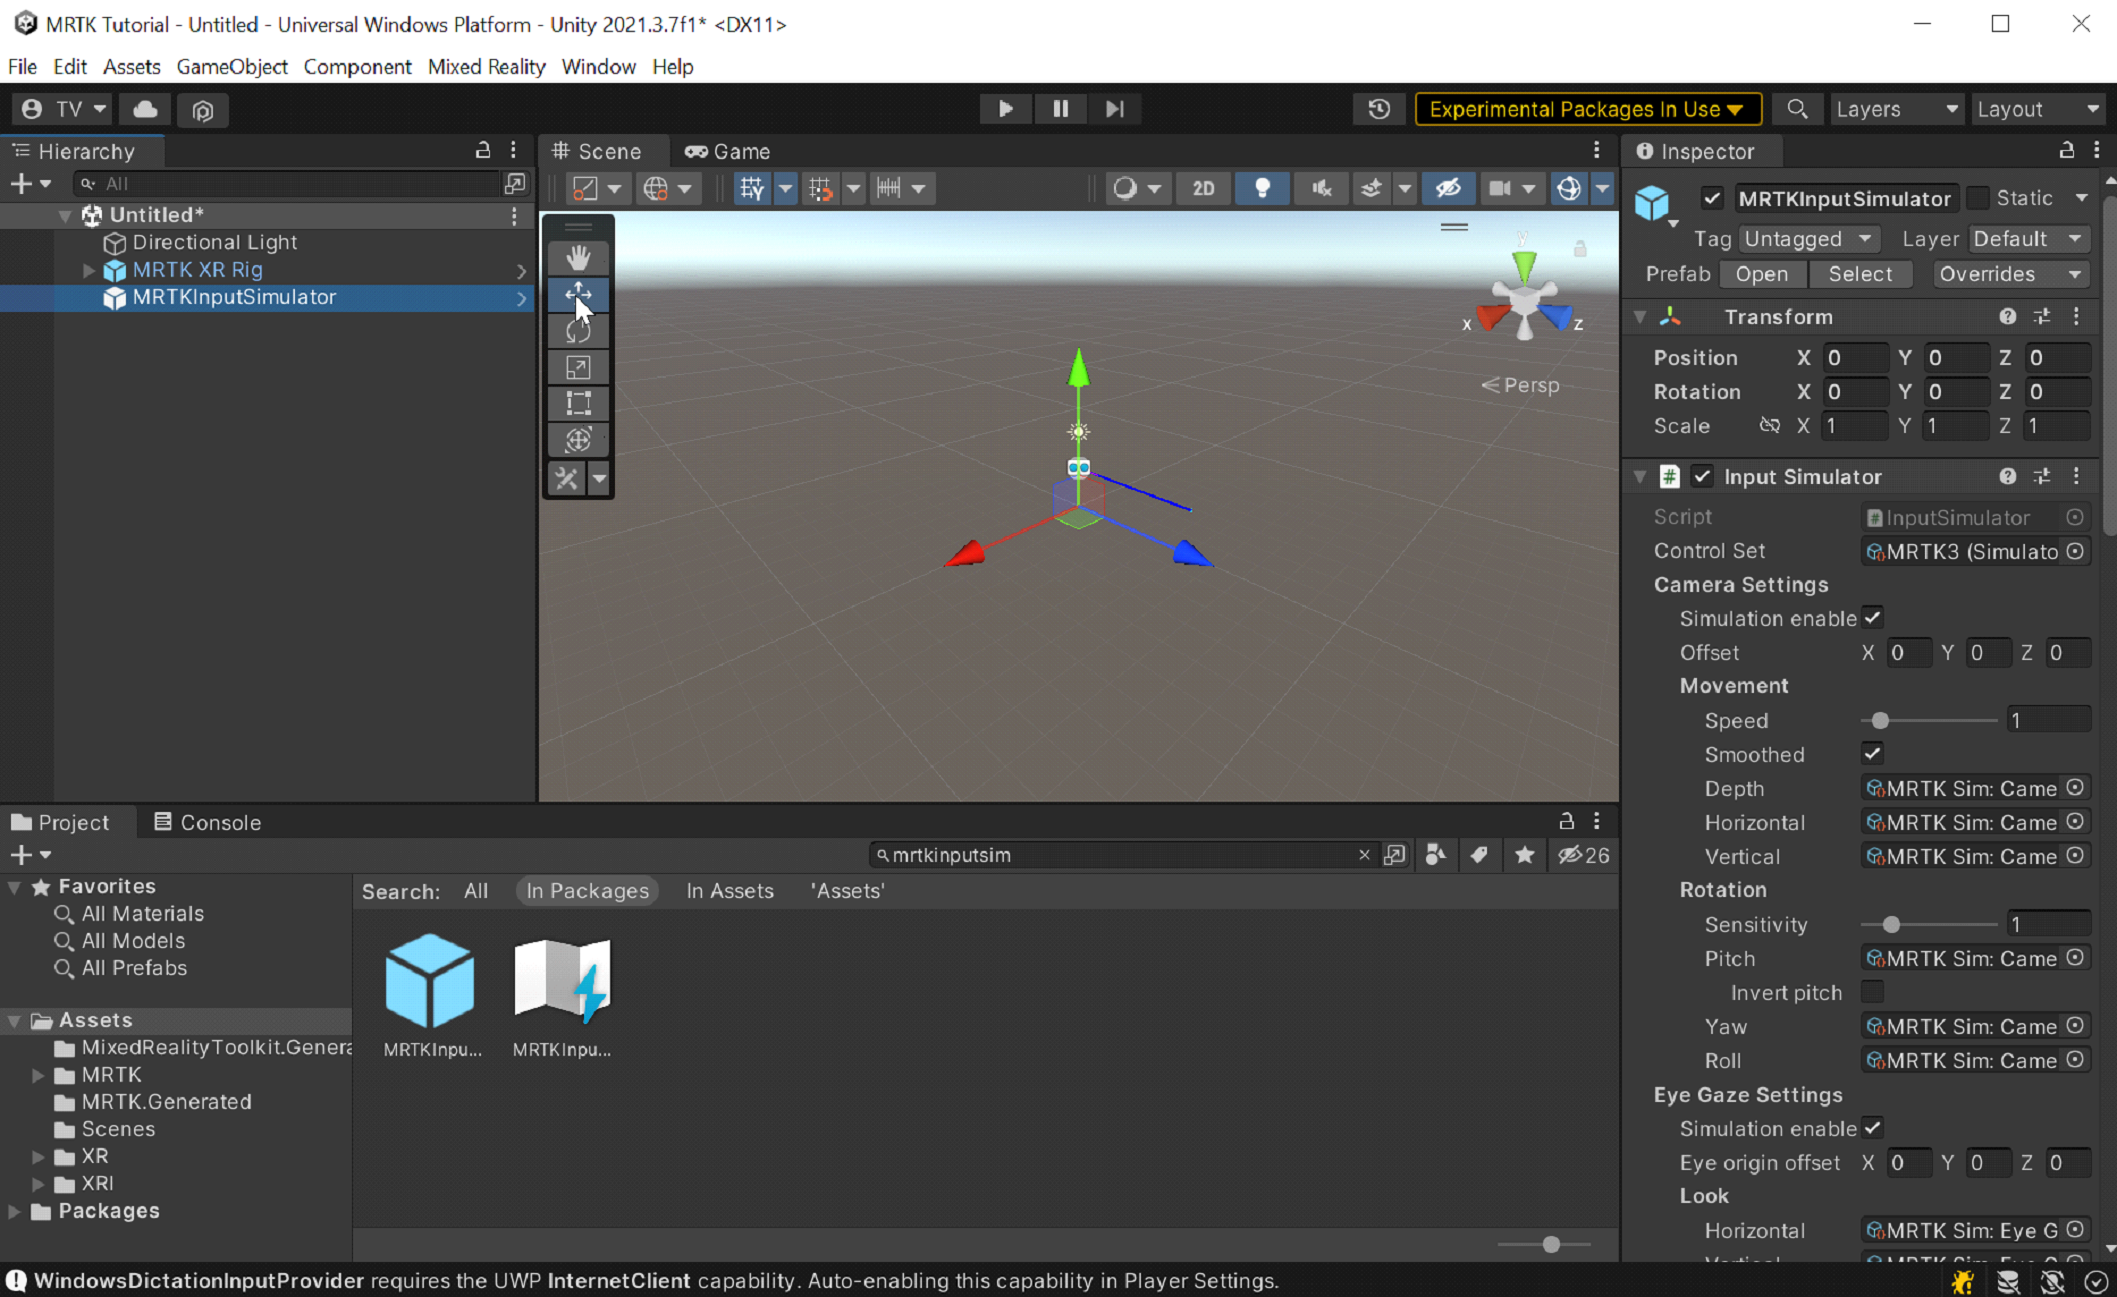 MRTK Tutorial - Untitled - Universal Windows Platform - Unity 2021.3.7f1* <DX11>
File Edit Assets GameObject Component Mixed Reality Window Help
TV Experimental Packages In Use Layers Layout
Hierarchy
All
Untitled*
Directional Light
MRTK XR Rig
MRTKInputSimulator
Scene Game
2D
y
x z
Persp
Inspector
MRTKInputSimulator Static
Tag Untagged Layer Default
Prefab Open Select Overrides
Transform
Position X 0 Y 0 Z 0
Rotation X 0 Y 0 Z 0
Scale X 1 Y 1 Z 1
# Input Simulator
Script InputSimulator
Control Set MRTK3 (Simulato
Camera Settings
Simulation enable
Offset X 0 Y 0 Z 0
Movement
Speed 1
Smoothed
Depth MRTK Sim: Came
Horizontal MRTK Sim: Came
Vertical MRTK Sim: Came
Rotation
Sensitivity 1
Pitch MRTK Sim: Came
Invert pitch
Yaw MRTK Sim: Came
Roll MRTK Sim: Came
Eye Gaze Settings
Simulation enable
Eye origin offset X 0 Y 0 Z 0
Look
Horizontal MRTK Sim: Eye G
Project Console
mrtkinputsim 26
Favorites
All Materials
All Models
All Prefabs
Assets
MixedRealityToolkit.Genera
MRTK
MRTK.Generated
Scenes
XR
XRI
Packages
Search: All In Packages In Assets 'Assets'
MRTKInpu... MRTKInpu...
WindowsDictationInputProvider requires the UWP InternetClient capability. Auto-enabling this capability in Player Settings.